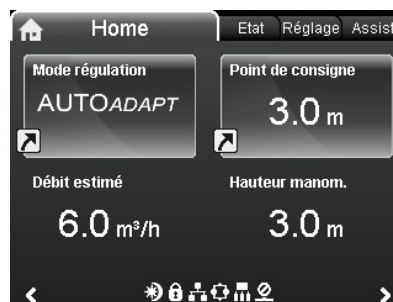 Home Etat Réglage Assist
Mode régulation Point de consigne
AUTOADAPT 3.0 m
Débit estimé Hauteur manom.
6.0 m³/h 3.0 m